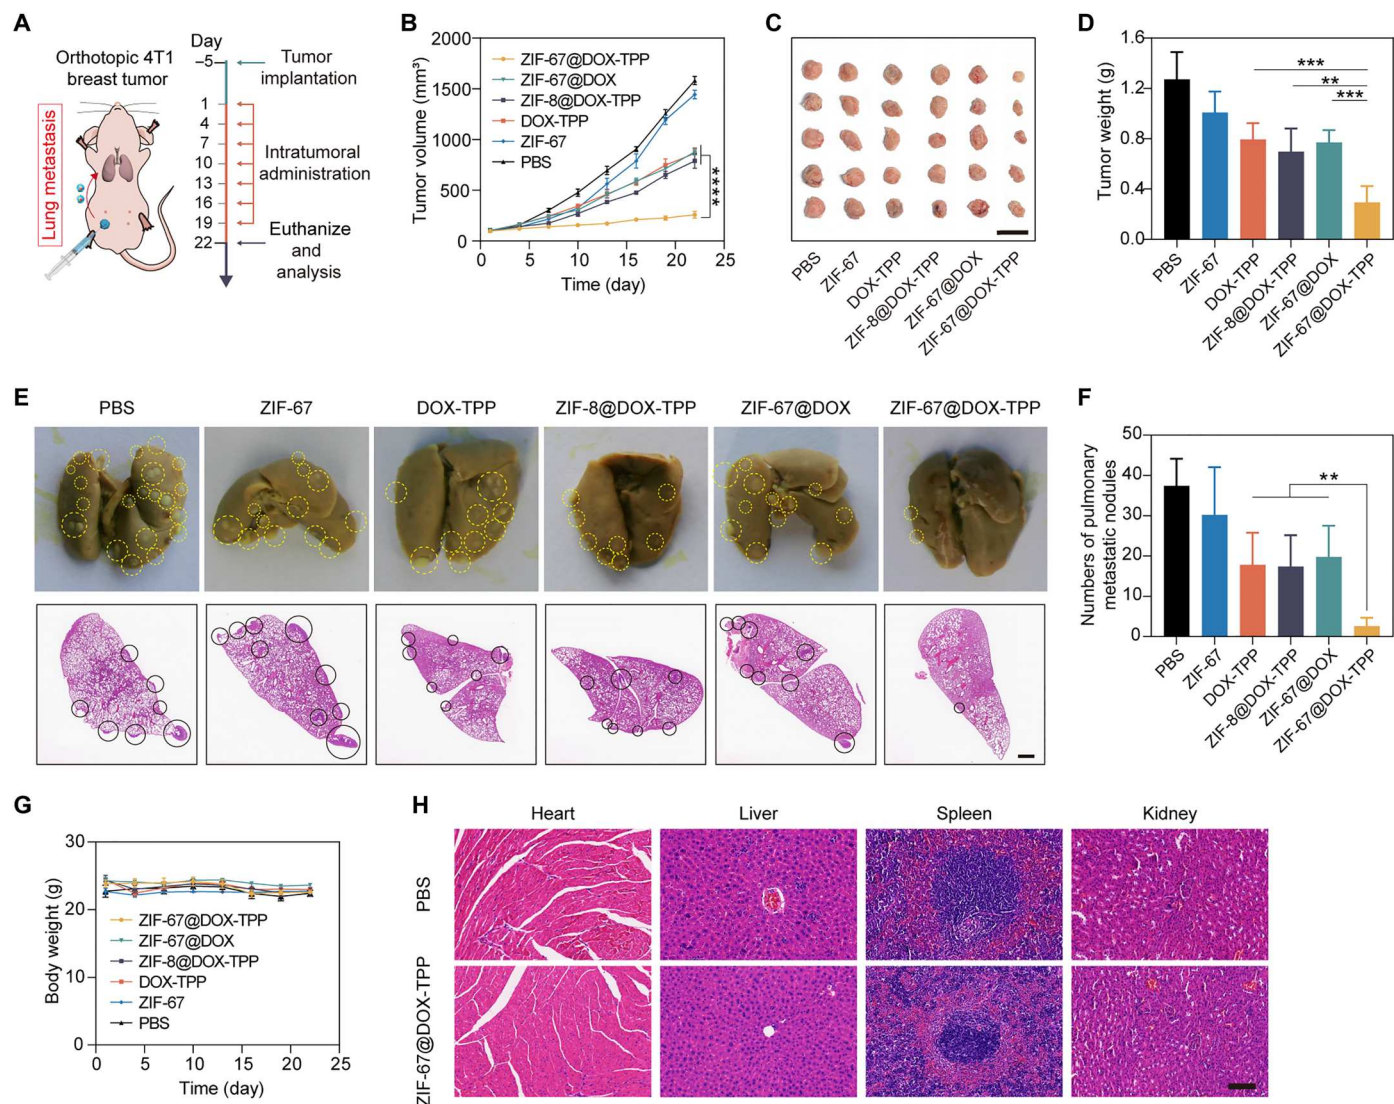 A
Orthotopic 4T1
breast tumor
Lung metastasis
Day
−5
1
4
7
10
13
16
19
22
Tumor
implantation
Intratumoral
administration
Euthanize
and
analysis
B
Tumor volume (mm³)
2000
1500
1000
500
0
ZIF-67@DOX-TPP
ZIF-67@DOX
ZIF-8@DOX-TPP
DOX-TPP
ZIF-67
PBS
****
0 5 10 15 20 25
Time (day)
C
PBS
ZIF-67
DOX-TPP
ZIF-8@DOX-TPP
ZIF-67@DOX
ZIF-67@DOX-TPP
D
Tumor weight (g)
1.6
1.2
0.8
0.4
0.0
***
**
***
PBS
ZIF-67
DOX-TPP
ZIF-8@DOX-TPP
ZIF-67@DOX
ZIF-67@DOX-TPP
E
PBS ZIF-67 DOX-TPP ZIF-8@DOX-TPP ZIF-67@DOX ZIF-67@DOX-TPP
F
Numbers of pulmonary
metastatic nodules
50
40
30
20
10
0
**
PBS
ZIF-67
DOX-TPP
ZIF-8@DOX-TPP
ZIF-67@DOX
ZIF-67@DOX-TPP
G
Body weight (g)
30
20
10
0
ZIF-67@DOX-TPP
ZIF-67@DOX
ZIF-8@DOX-TPP
DOX-TPP
ZIF-67
PBS
0 5 10 15 20 25
Time (day)
H
Heart Liver Spleen Kidney
PBS
ZIF-67@DOX-TPP